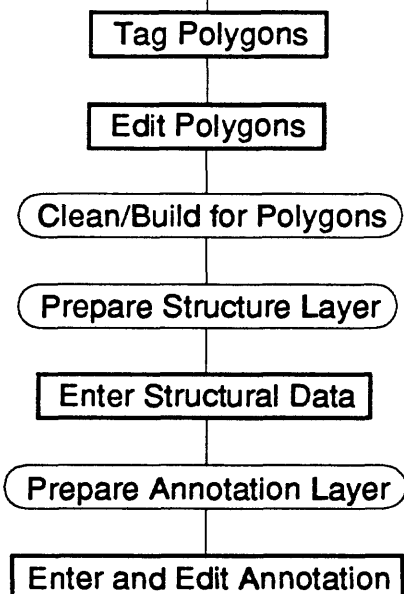 Tag Polygons
Edit Polygons
Clean/Build for Polygons
Prepare Structure Layer
Enter Structural Data
Prepare Annotation Layer
Enter and Edit Annotation